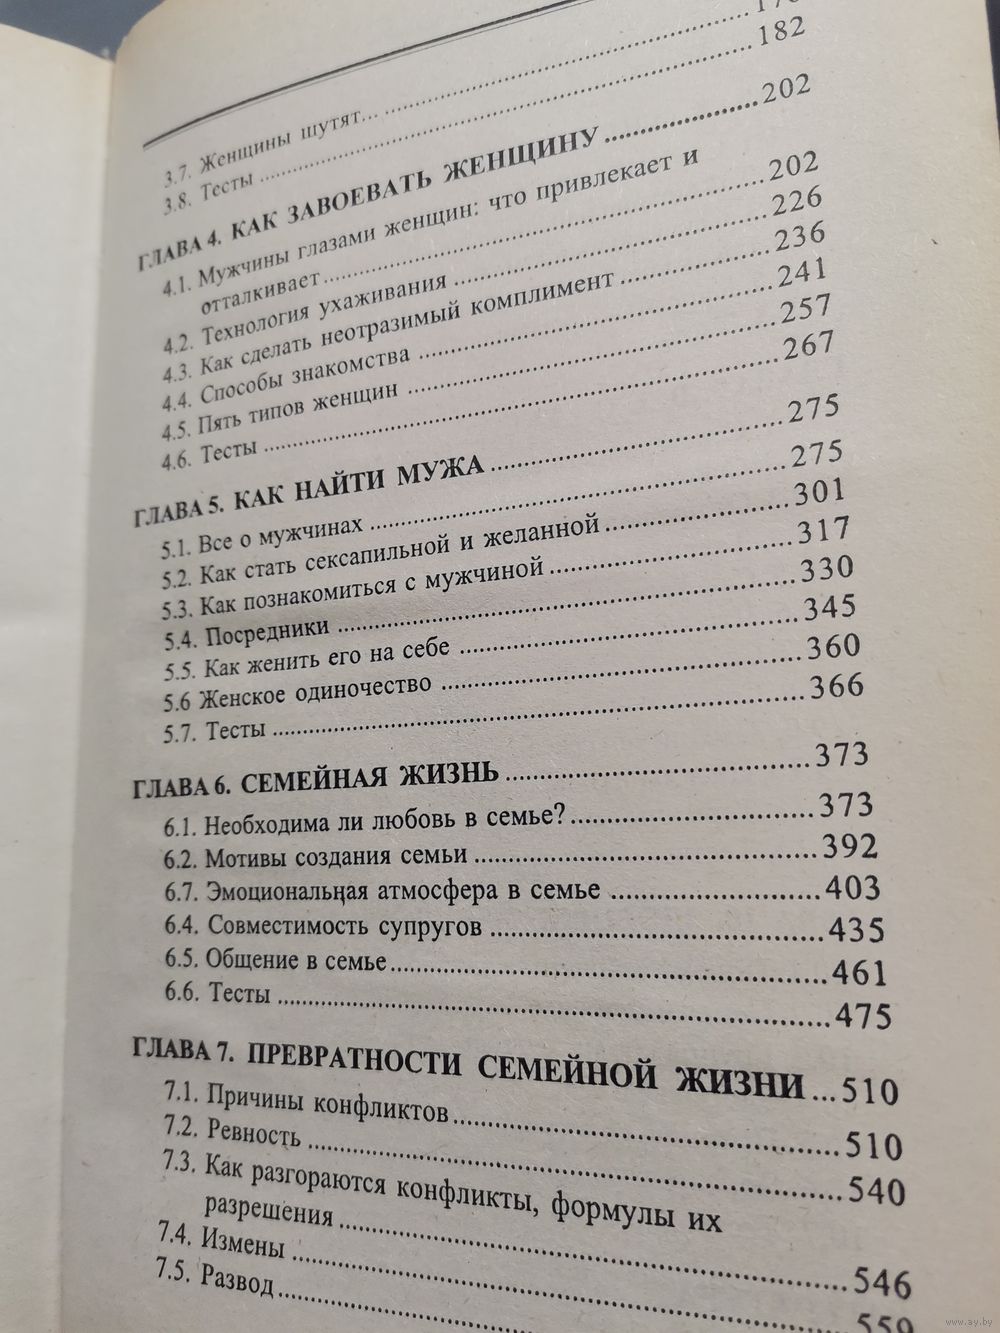 3.7. Женщины шутят...
3.8. Тесты 182
ГЛАВА 4. КАК ЗАВОЕВАТЬ ЖЕНЩИНУ 202
4.1. Мужчины глазами женщин: что привлекает и
отталкивает 202
4.2. Технология ухаживания 226
4.3. Как сделать неотразимый комплимент 236
4.4. Способы знакомства 241
4.5. Пять типов женщин 257
4.6. Тесты 267
ГЛАВА 5. КАК НАЙТИ МУЖА 275
5.1. Все о мужчинах 275
5.2. Как стать сексапильной и желанной 301
5.3. Как познакомиться с мужчиной 317
5.4. Посредники 330
5.5. Как женить его на себе 345
5.6 Женское одиночество 360
5.7. Тесты 366
ГЛАВА 6. СЕМЕЙНАЯ ЖИЗНЬ 373
6.1. Необходима ли любовь в семье? 373
6.2. Мотивы создания семьи 392
6.7. Эмоциональная атмосфера в семье 403
6.4. Совместимость супругов 435
6.5. Общение в семье 461
6.6. Тесты 475
ГЛАВА 7. ПРЕВРАТНОСТИ СЕМЕЙНОЙ ЖИЗНИ ... 510
7.1. Причины конфликтов 510
7.2. Ревность 540
7.3. Как разгораются конфликты, формулы их
разрешения 546
7.4. Измены 559
7.5. Развод
www.ay.by